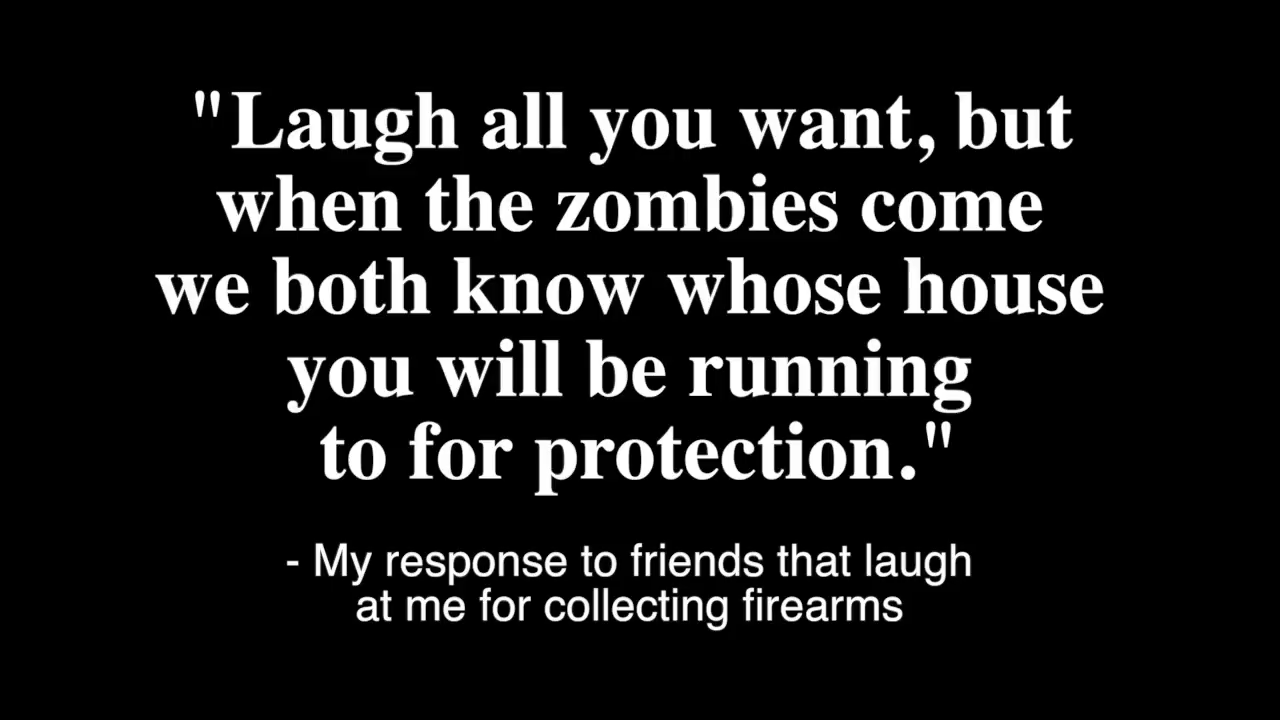 "Laugh all you want, but
when the zombies come
we both know whose house
you will be running
to for protection."
- My response to friends that laugh
at me for collecting firearms